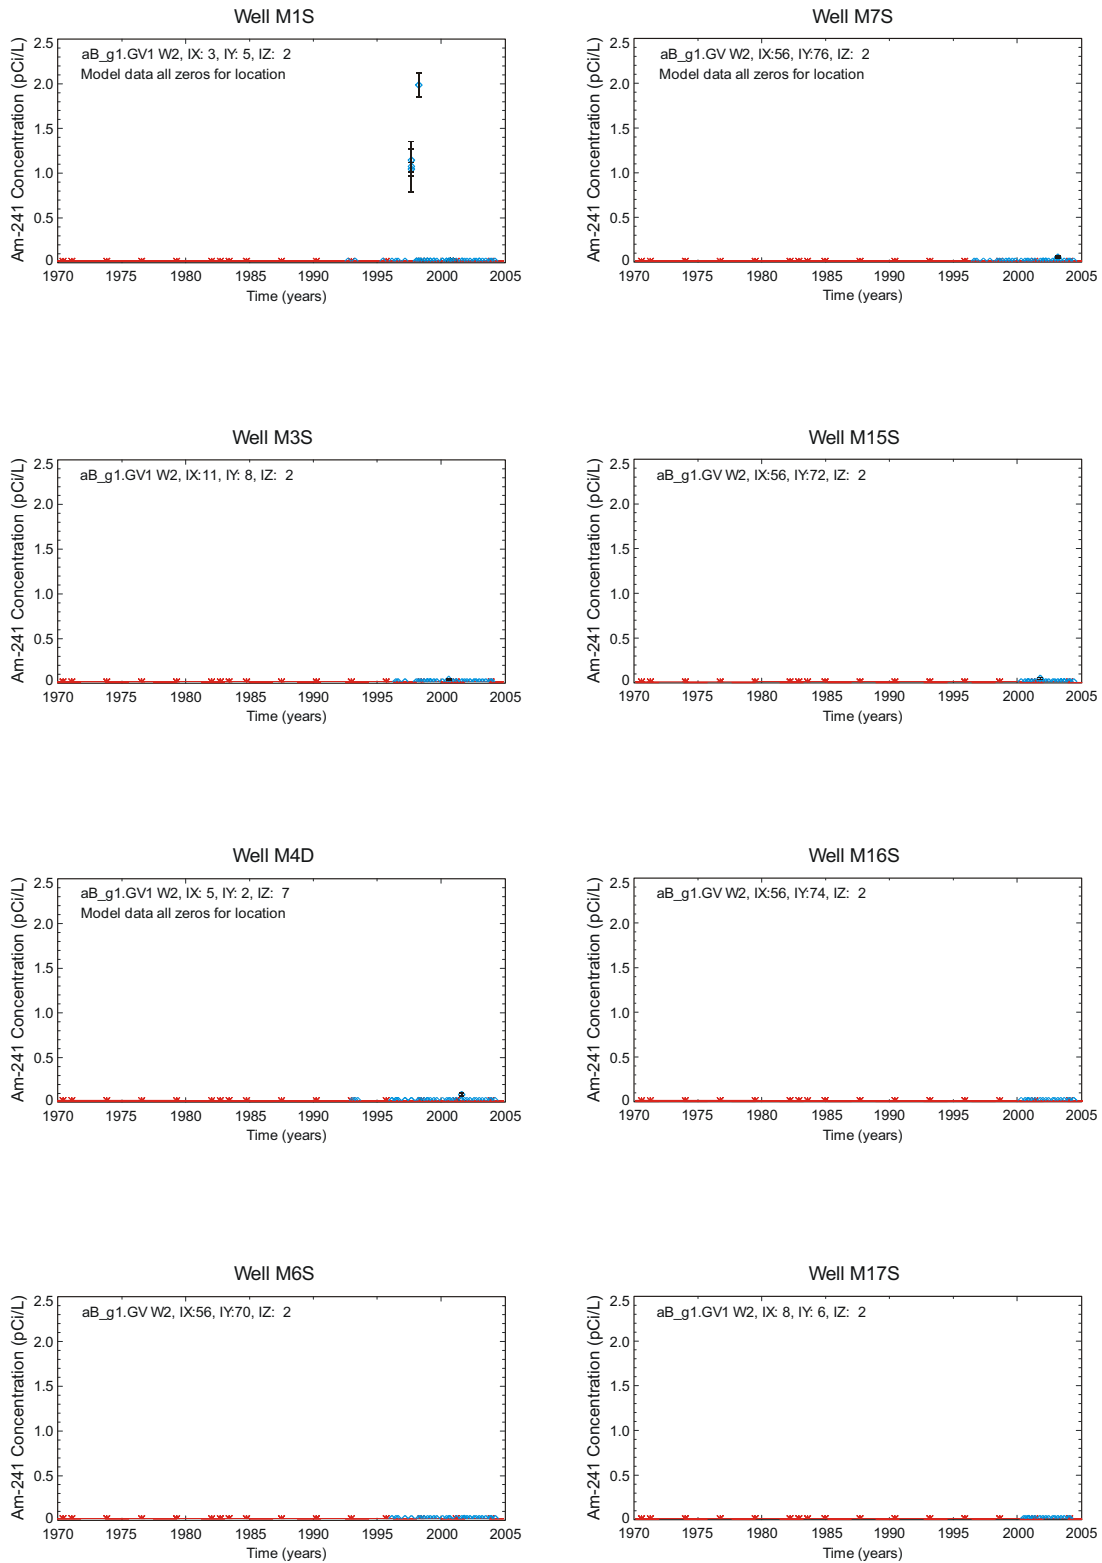 Well M1S
Am-241 Concentration (pCi/L)
2.5
2.0
1.5
1.0
0.5
0
aB_g1.GV1 W2, IX: 3, IY: 5, IZ: 2
Model data all zeros for location
1970 1975 1980 1985 1990 1995 2000 2005
Time (years)
Well M7S
Am-241 Concentration (pCi/L)
2.5
2.0
1.5
1.0
0.5
0
aB_g1.GV W2, IX:56, IY:76, IZ: 2
Model data all zeros for location
1970 1975 1980 1985 1990 1995 2000 2005
Time (years)
Well M3S
Am-241 Concentration (pCi/L)
2.5
2.0
1.5
1.0
0.5
0
aB_g1.GV1 W2, IX:11, IY: 8, IZ: 2
1970 1975 1980 1985 1990 1995 2000 2005
Time (years)
Well M15S
Am-241 Concentration (pCi/L)
2.5
2.0
1.5
1.0
0.5
0
aB_g1.GV W2, IX:56, IY:72, IZ: 2
1970 1975 1980 1985 1990 1995 2000 2005
Time (years)
Well M4D
Am-241 Concentration (pCi/L)
2.5
2.0
1.5
1.0
0.5
0
aB_g1.GV1 W2, IX: 5, IY: 2, IZ: 7
Model data all zeros for location
1970 1975 1980 1985 1990 1995 2000 2005
Time (years)
Well M16S
Am-241 Concentration (pCi/L)
2.5
2.0
1.5
1.0
0.5
0
aB_g1.GV W2, IX:56, IY:74, IZ: 2
1970 1975 1980 1985 1990 1995 2000 2005
Time (years)
Well M6S
Am-241 Concentration (pCi/L)
2.5
2.0
1.5
1.0
0.5
0
aB_g1.GV W2, IX:56, IY:70, IZ: 2
1970 1975 1980 1985 1990 1995 2000 2005
Time (years)
Well M17S
Am-241 Concentration (pCi/L)
2.5
2.0
1.5
1.0
0.5
0
aB_g1.GV1 W2, IX: 8, IY: 6, IZ: 2
1970 1975 1980 1985 1990 1995 2000 2005
Time (years)